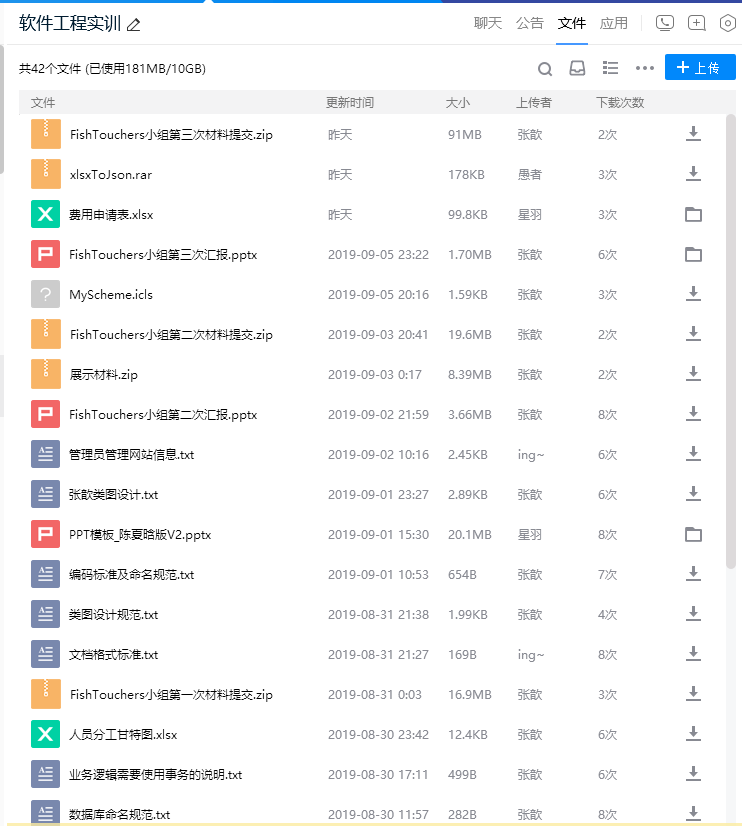 软件工程实训 聊天 公告 文件 应用
共42个文件 (已使用181MB/10GB) + 上传
文件 更新时间 大小 上传者 下载次数
FishTouchers小组第三次材料提交.zip 昨天 91MB 张歆 2次
xlsxToJson.rar 昨天 178KB 愚者 3次
费用申请表.xlsx 昨天 99.8KB 星羽 3次
FishTouchers小组第三次汇报.pptx 2019-09-05 23:22 1.70MB 张歆 6次
MyScheme.icls 2019-09-05 20:16 1.59KB 张歆 3次
FishTouchers小组第二次材料提交.zip 2019-09-03 20:41 19.6MB 张歆 2次
展示材料.zip 2019-09-03 0:17 8.39MB 张歆 2次
FishTouchers小组第二次汇报.pptx 2019-09-02 21:59 3.66MB 张歆 8次
管理员管理网站信息.txt 2019-09-02 10:16 2.45KB ing~ 6次
张歆类图设计.txt 2019-09-01 23:27 2.89KB 张歆 6次
PPT模板_陈夏晗版V2.pptx 2019-09-01 15:30 20.1MB 星羽 8次
编码标准及命名规范.txt 2019-09-01 10:53 654B 张歆 7次
类图设计规范.txt 2019-08-31 21:38 1.99KB 张歆 4次
文档格式标准.txt 2019-08-31 21:27 169B ing~ 8次
FishTouchers小组第一次材料提交.zip 2019-08-31 0:03 16.9MB 张歆 3次
人员分工甘特图.xlsx 2019-08-30 23:42 12.4KB 张歆 6次
业务逻辑需要使用事务的说明.txt 2019-08-30 17:11 499B 张歆 6次
数据库命名规范.txt 2019-08-30 11:57 282B 张歆 8次